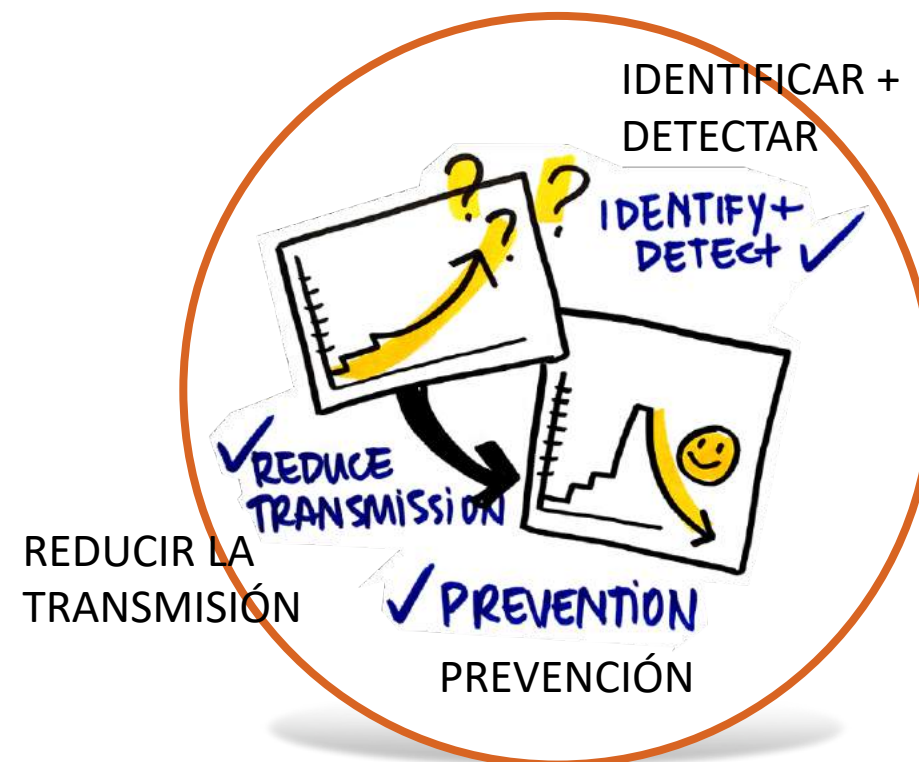 IDENTIFICAR +
DETECTAR
? ?
?
IDENTIFY +
DETECT ✓
✓ REDUCE
TRANSMISSION
REDUCIR LA
TRANSMISIÓN
✓ PREVENTION
PREVENCIÓN